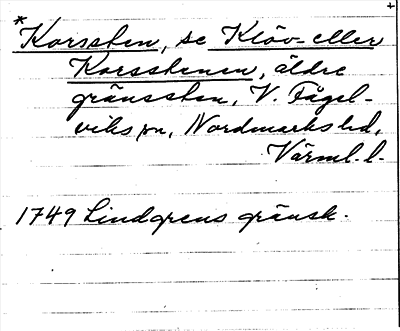 *Korssten, se Klöv- eller
Korsstenen, äldre
gränssten, V. Fågel-
viks sn, Nordmarks hd,
Värml. l.
1749 Lindgrens gränsk.